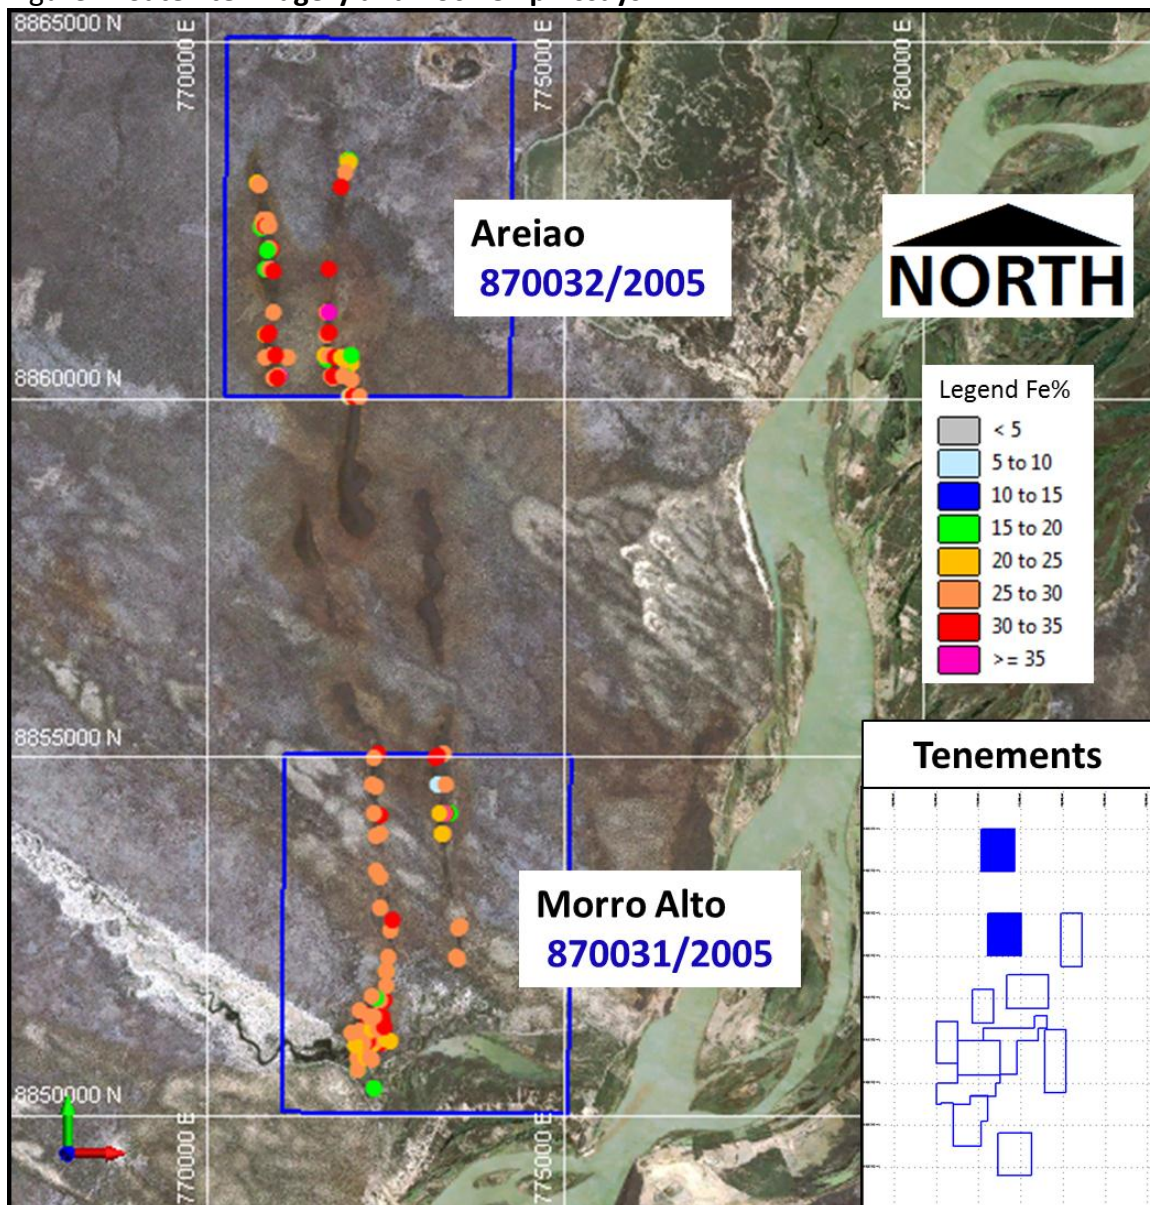 8865000 N
770000 E
775000 E
780000 E
Areiao
870032/2005
NORTH
8860000 N
Legend Fe%
< 5
5 to 10
10 to 15
15 to 20
20 to 25
25 to 30
30 to 35
>= 35
8855000 N
Tenements
Morro Alto
870031/2005
8850000 N
770000 E
775000 E